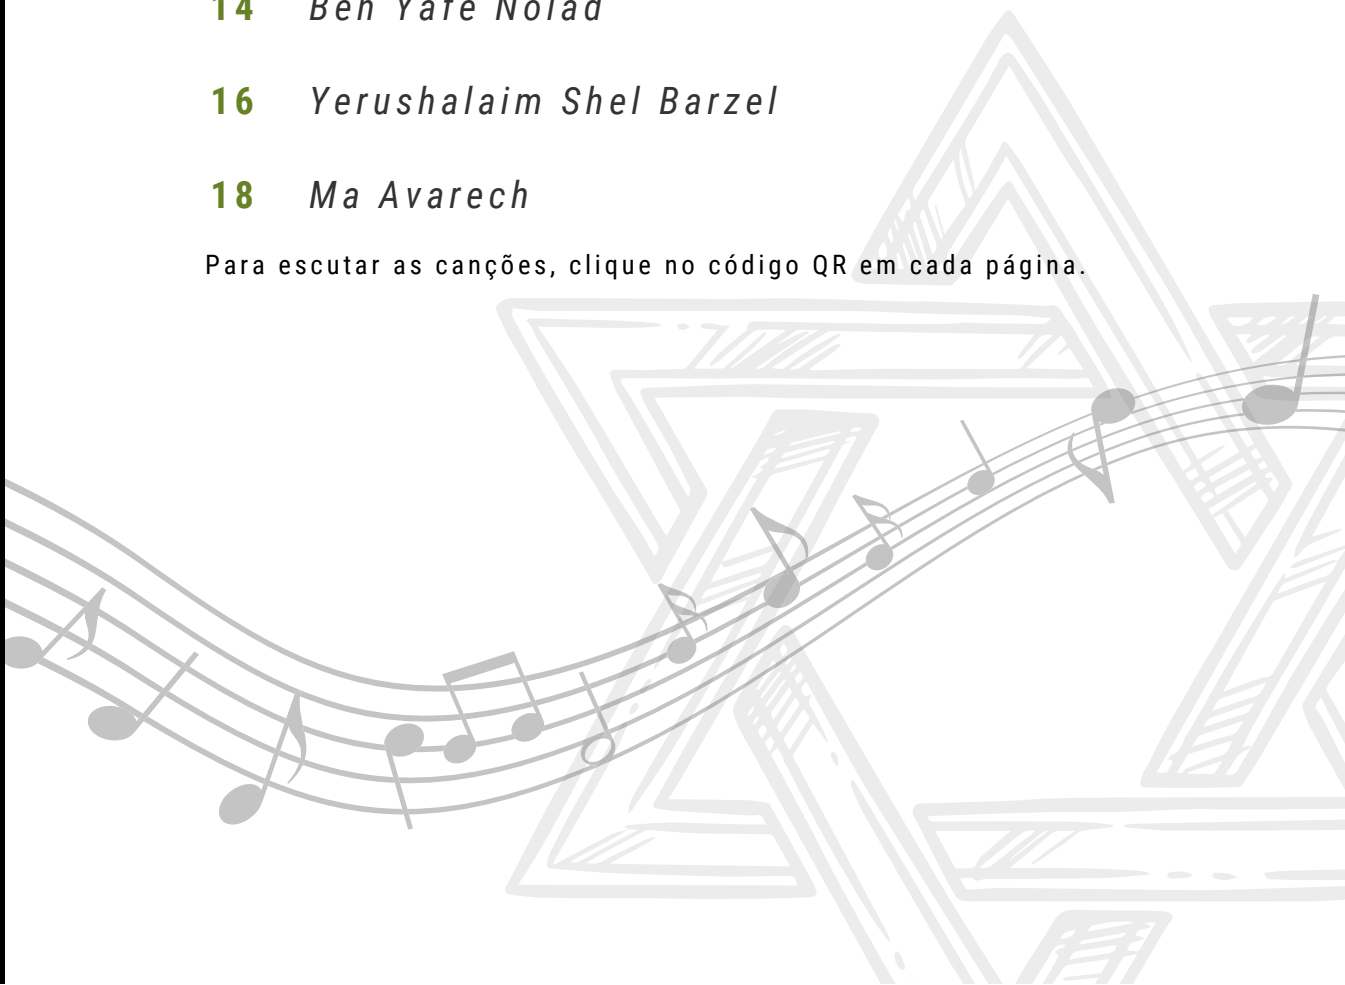 14 Ben Yafe Nolad
16 Yerushalaim Shel Barzel
18 Ma Avarech
Para escutar as canções, clique no código QR em cada página.